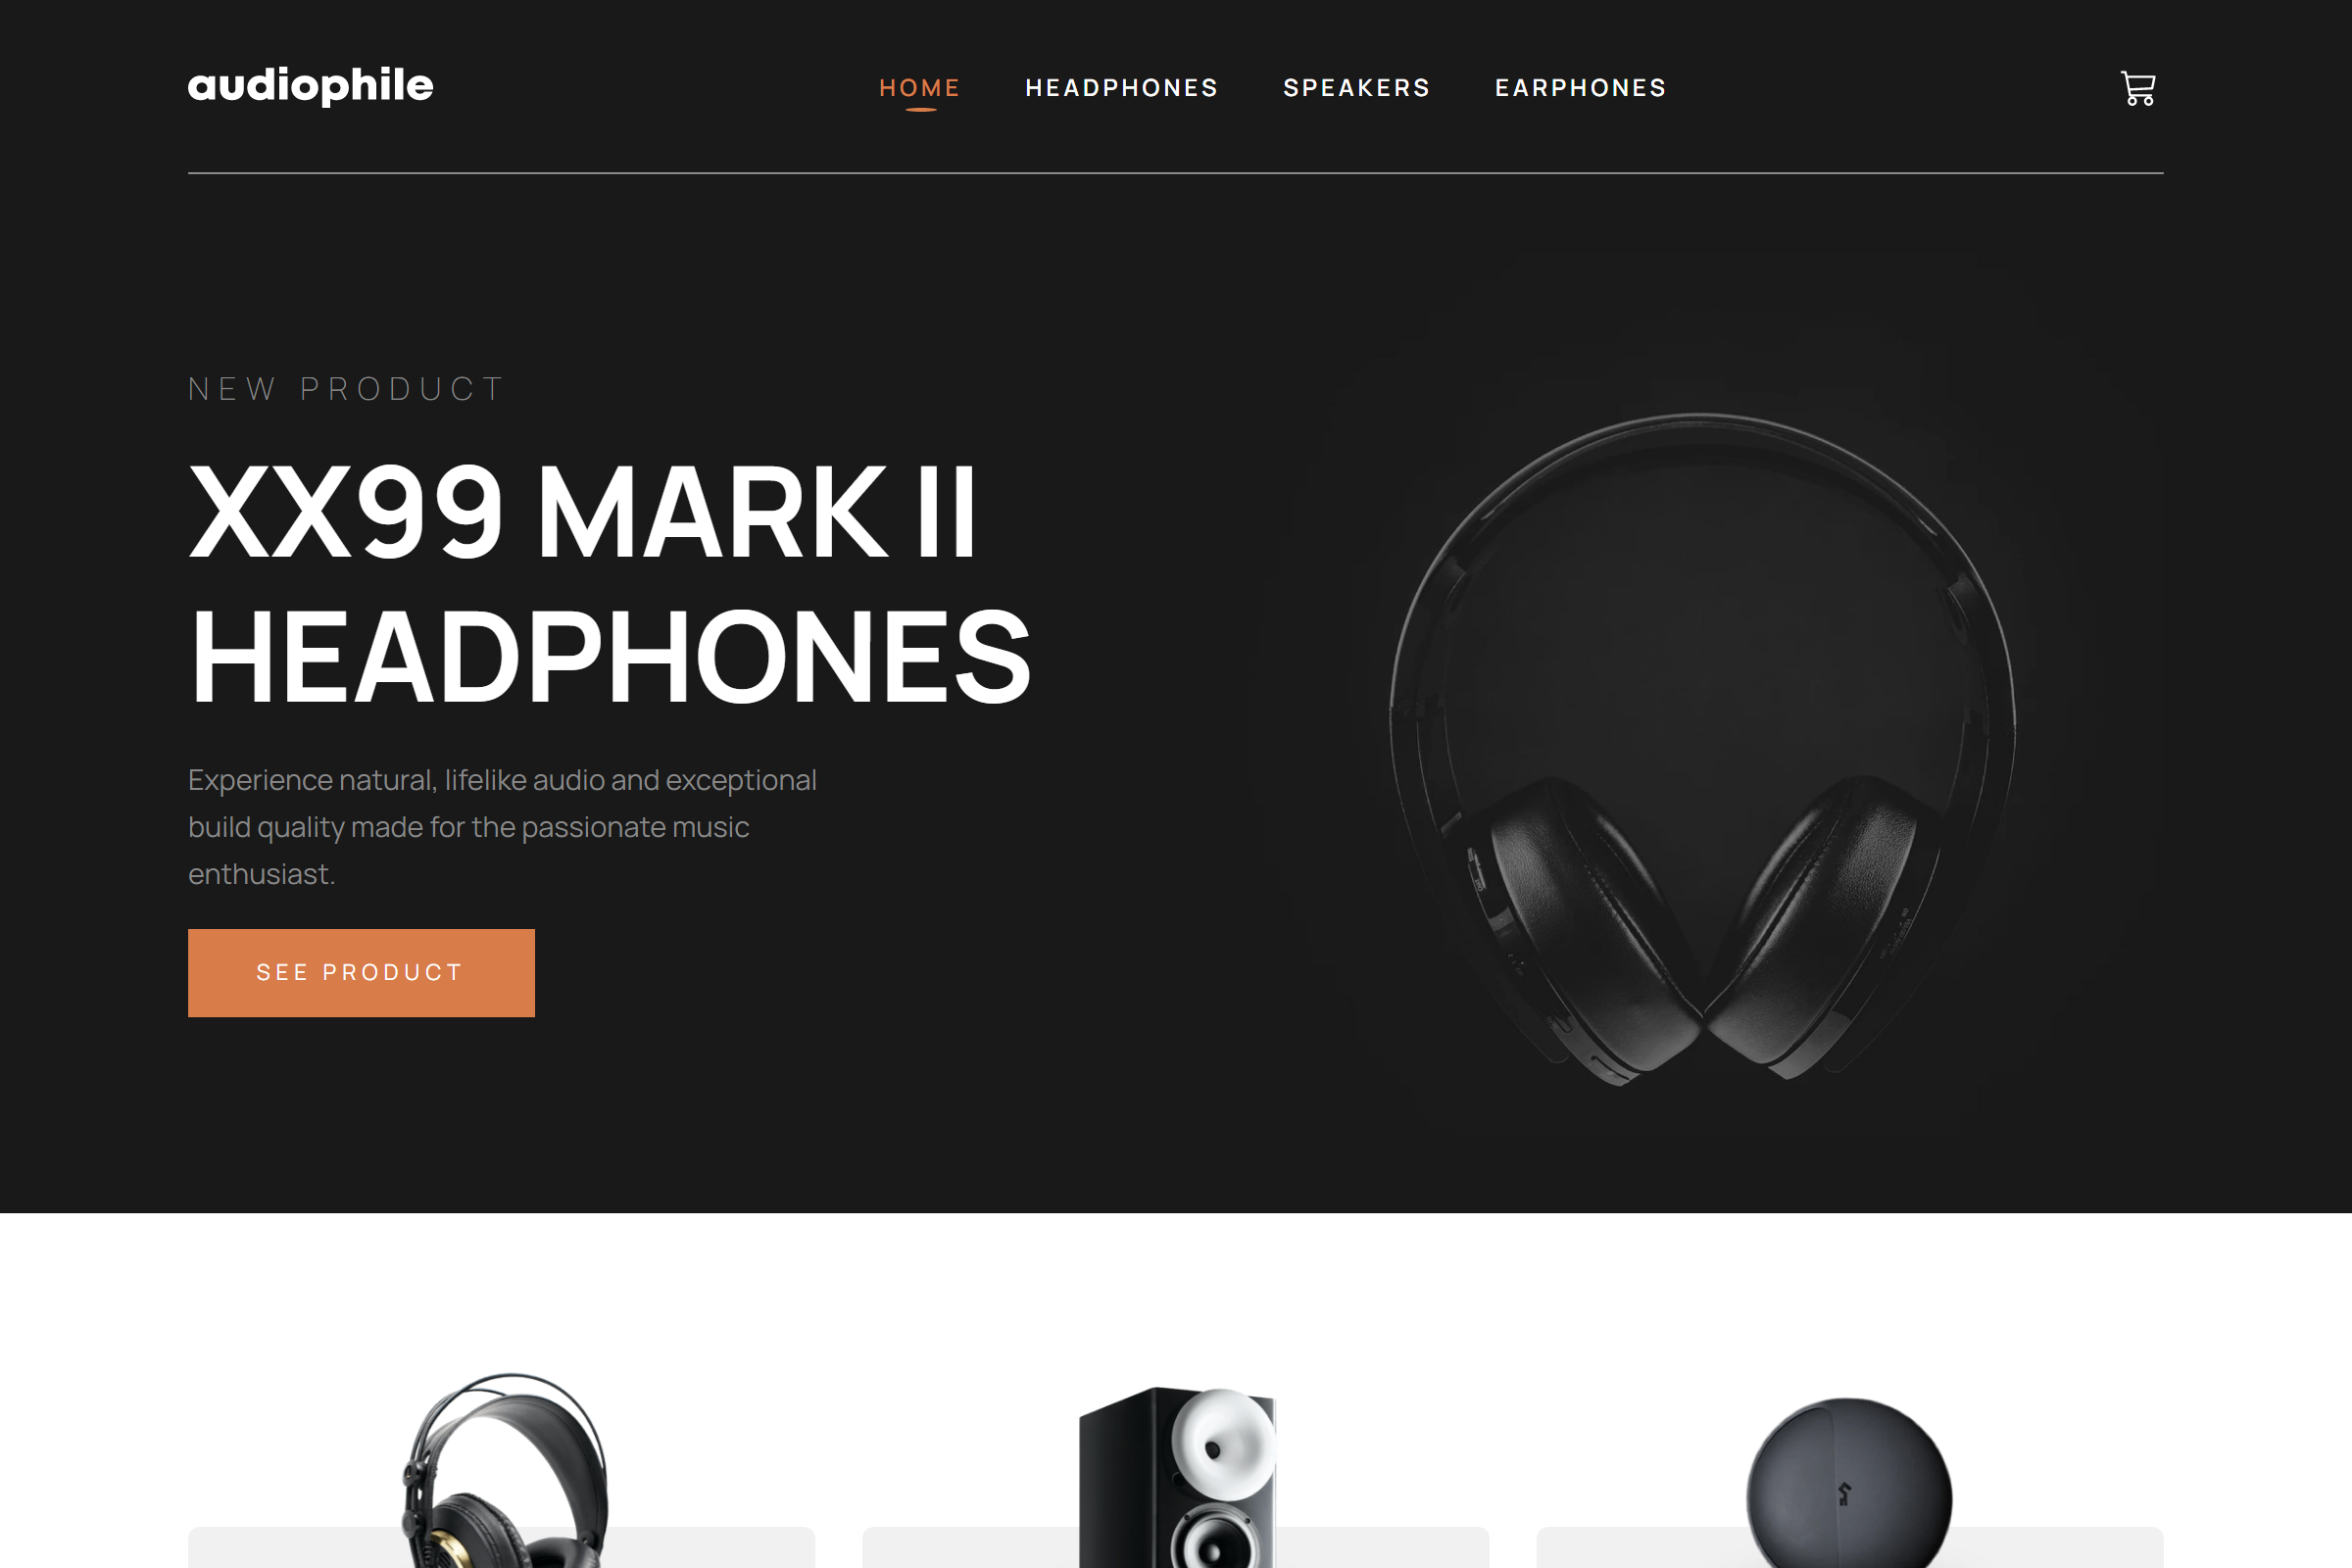 audiophile
HOME HEADPHONES SPEAKERS EARPHONES
NEW PRODUCT
XX99 MARK II
HEADPHONES
Experience natural, lifelike audio and exceptional
build quality made for the passionate music
enthusiast.
SEE PRODUCT